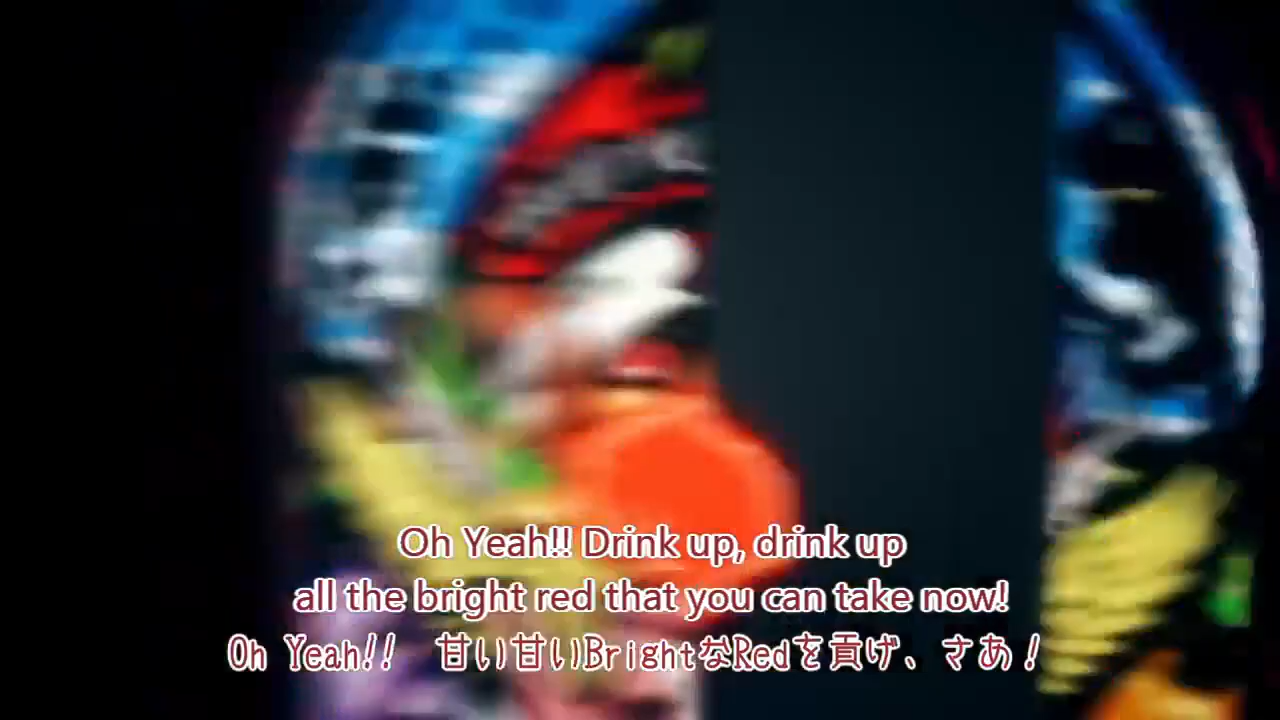 Oh Yeah!! Drink up, drink up
all the bright red that you can take now!
Oh Yeah!!　甘い甘いBrightなRedを貢げ、さあ！